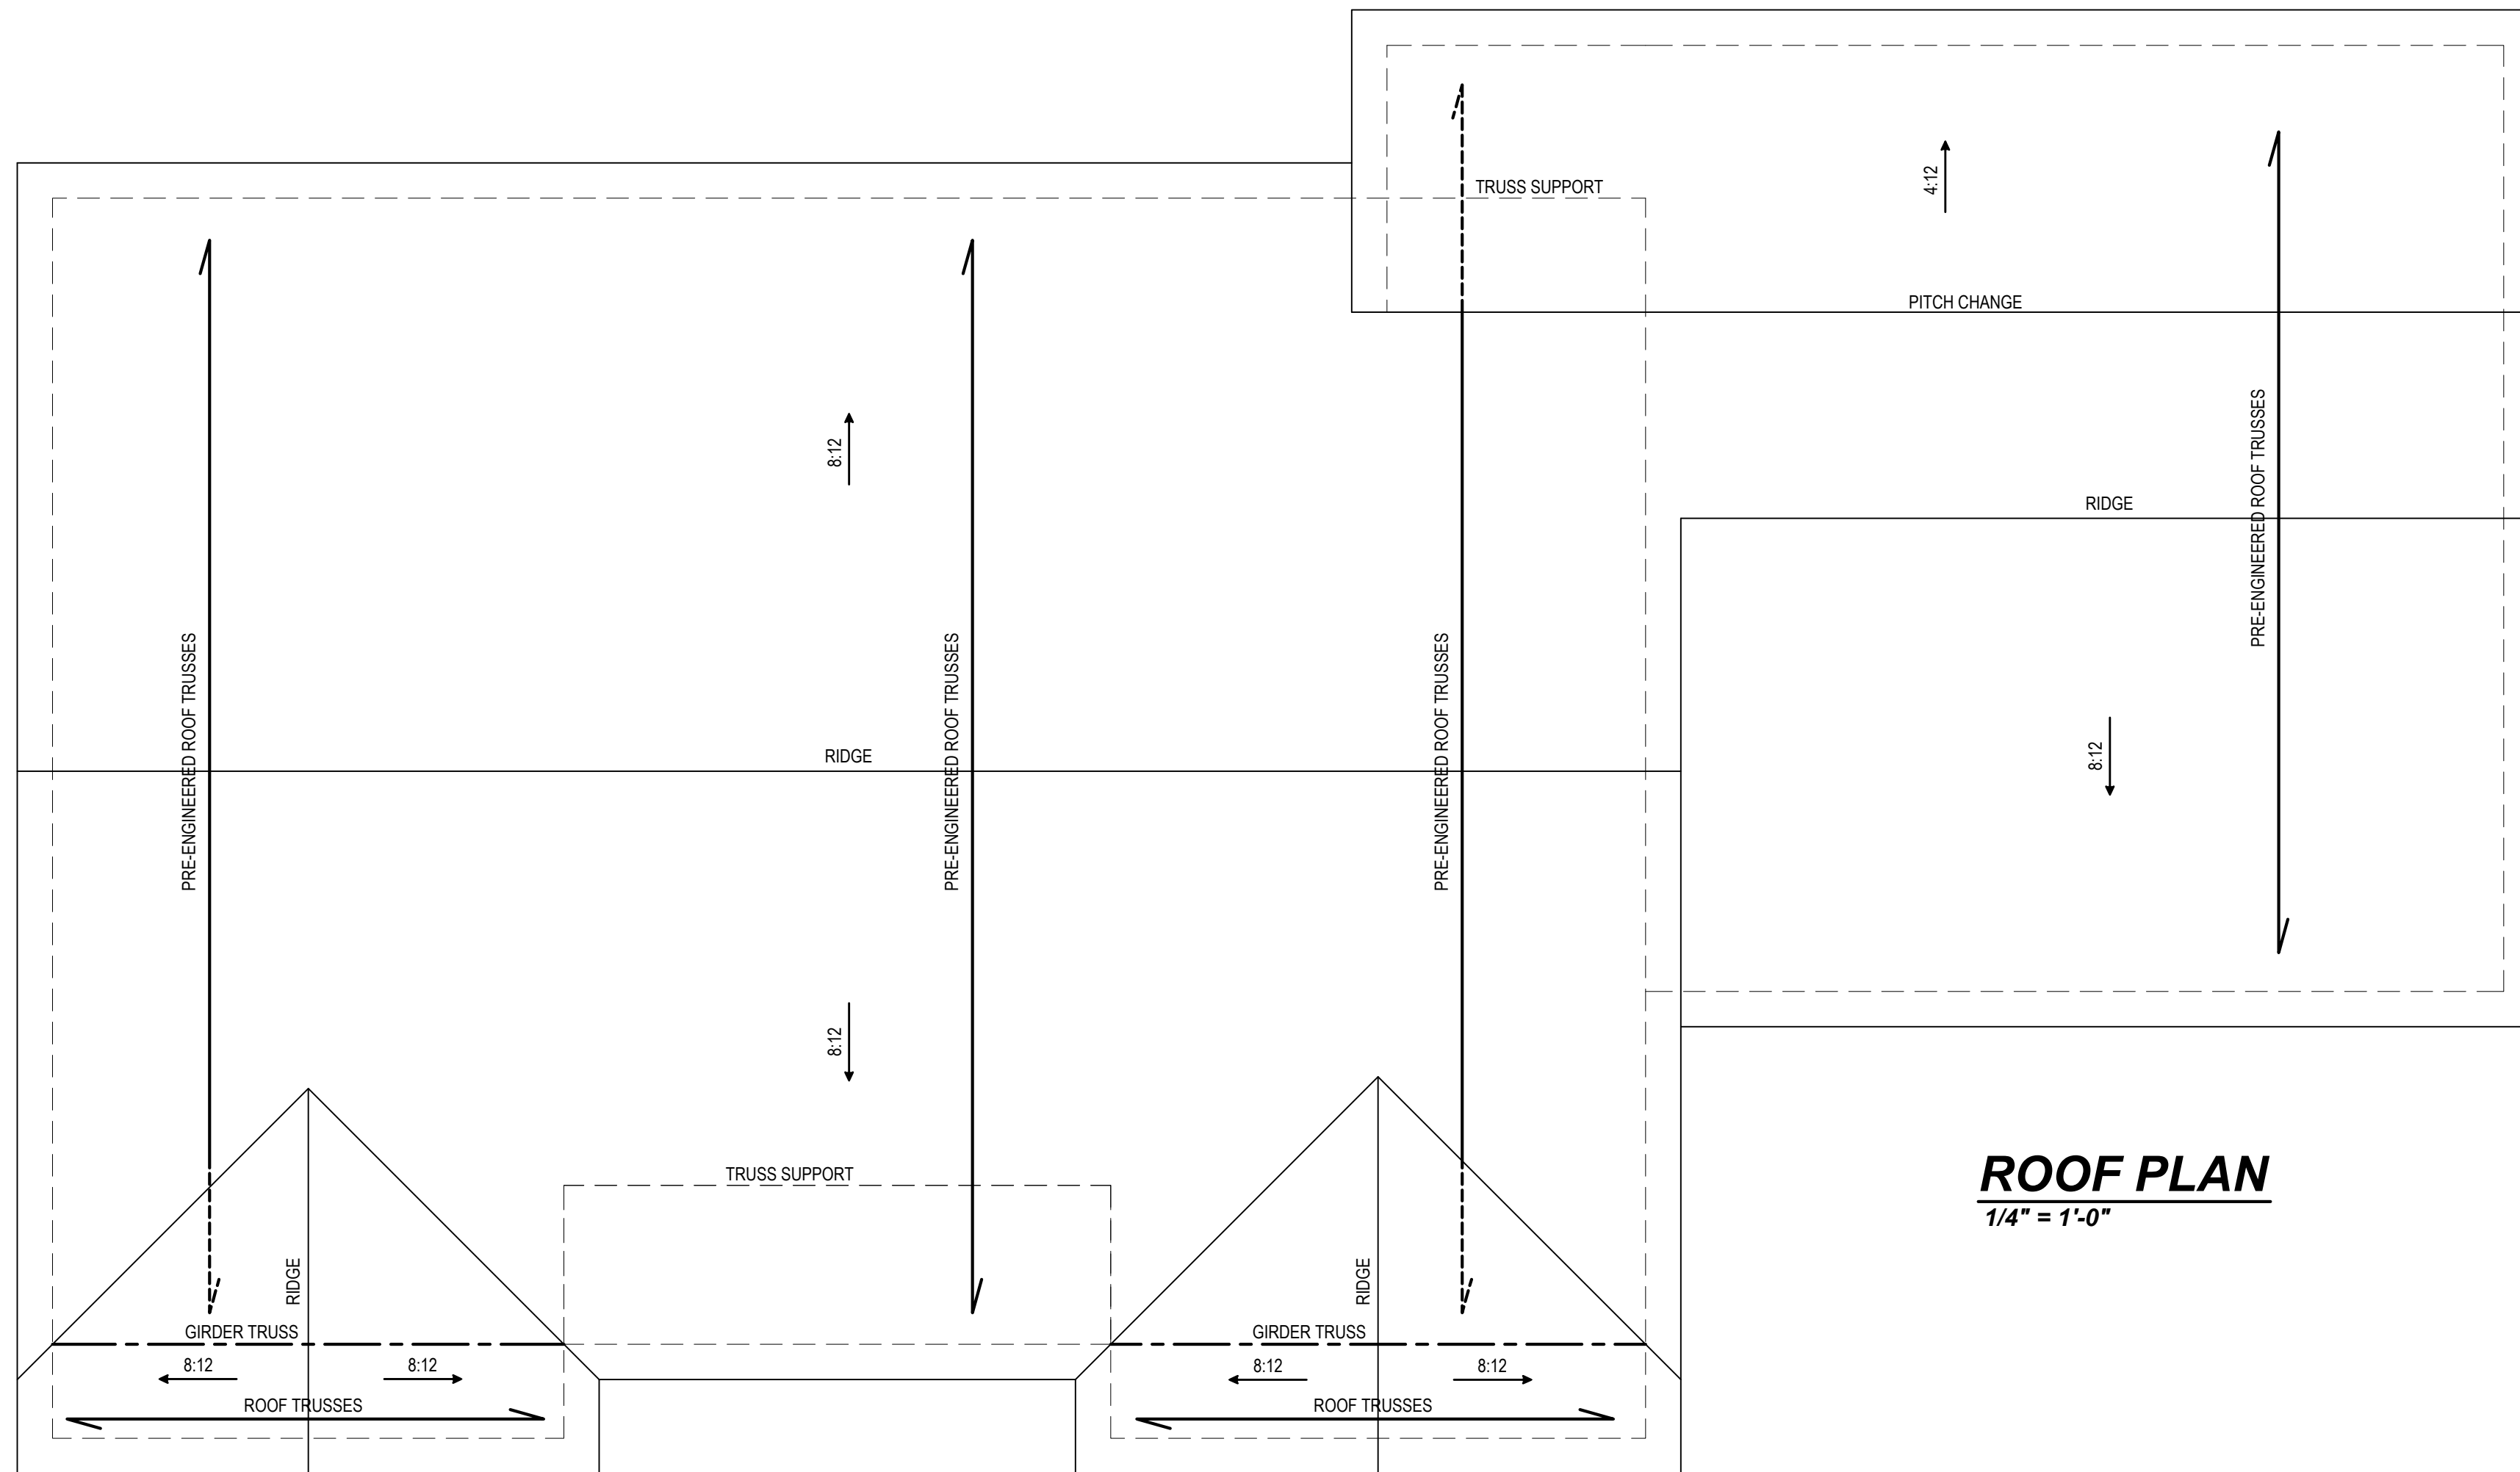 TRUSS SUPPORT
4:12
PITCH CHANGE
8:12
RIDGE
PRE-ENGINEERED ROOF TRUSSES
PRE-ENGINEERED ROOF TRUSSES
PRE-ENGINEERED ROOF TRUSSES
PRE-ENGINEERED ROOF TRUSSES
RIDGE
8:12
8:12
TRUSS SUPPORT
RIDGE
RIDGE
GIRDER TRUSS
GIRDER TRUSS
8:12
8:12
8:12
8:12
ROOF TRUSSES
ROOF TRUSSES
ROOF PLAN
1/4" = 1'-0"